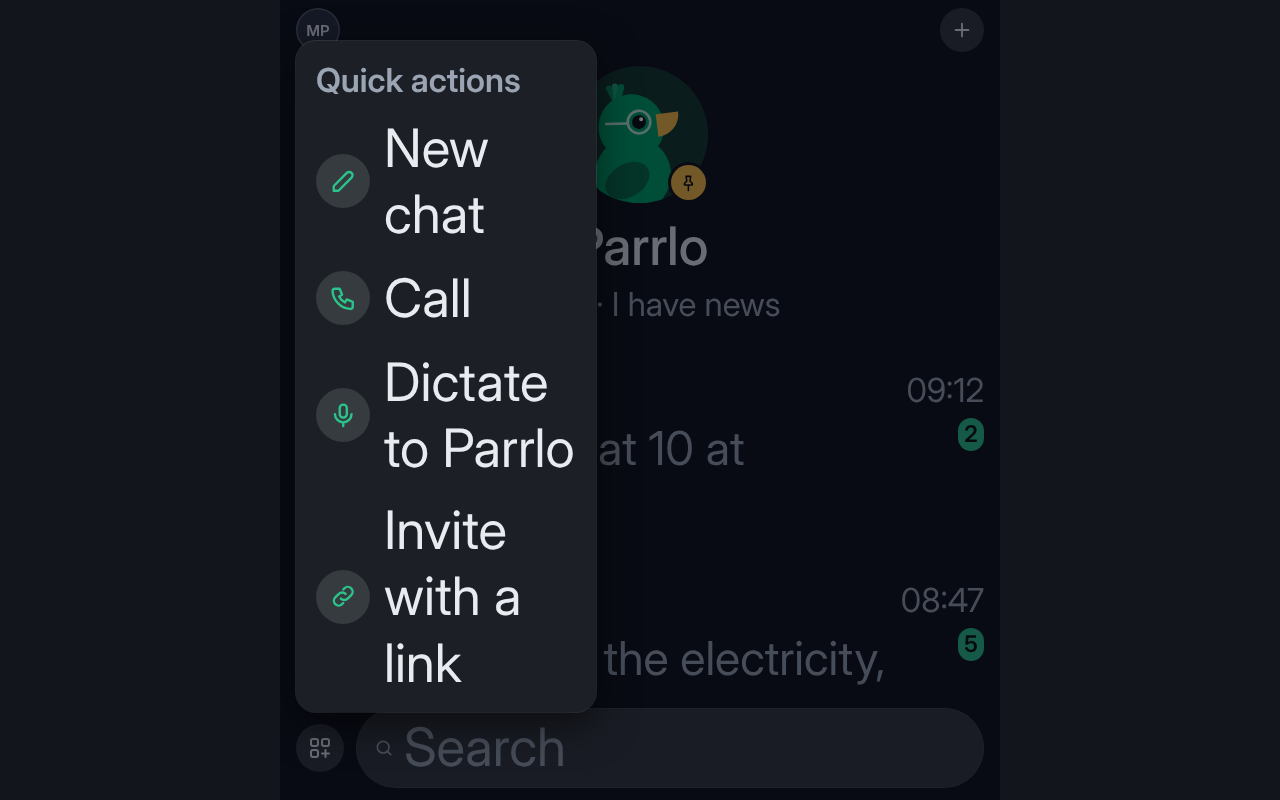 MP
Quick actions
New
chat
Call
Dictate
to Parrlo
Invite
with a
link
Parrlo
· I have news
09:12
at 10 at
2
08:47
the electricity,
5
Search